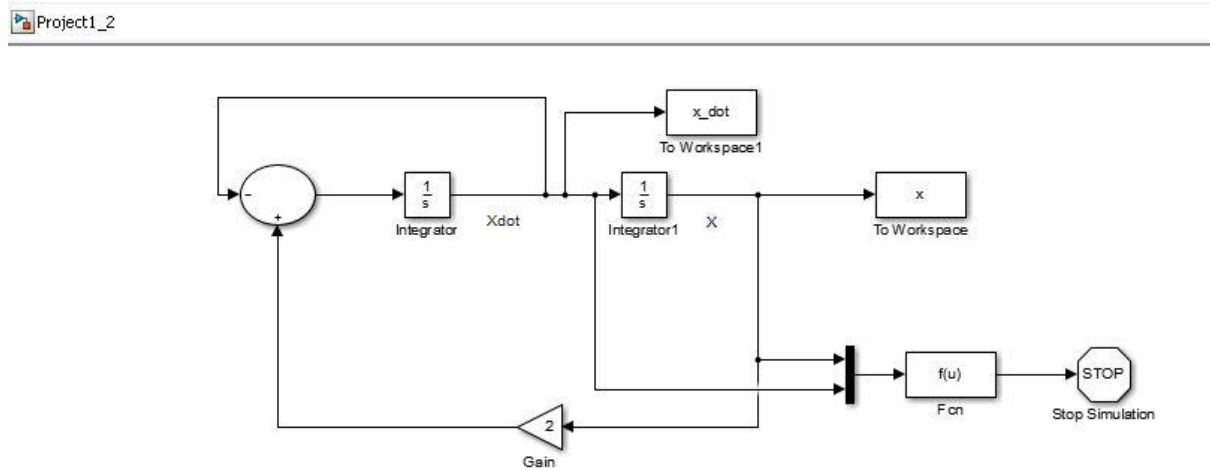 Project1_2
x_dot
To Workspace1
−
+
1
s
Integrator
Xdot
1
s
Integrator1
X
x
To Workspace
f(u)
Fcn
STOP
Stop Simulation
2
Gain